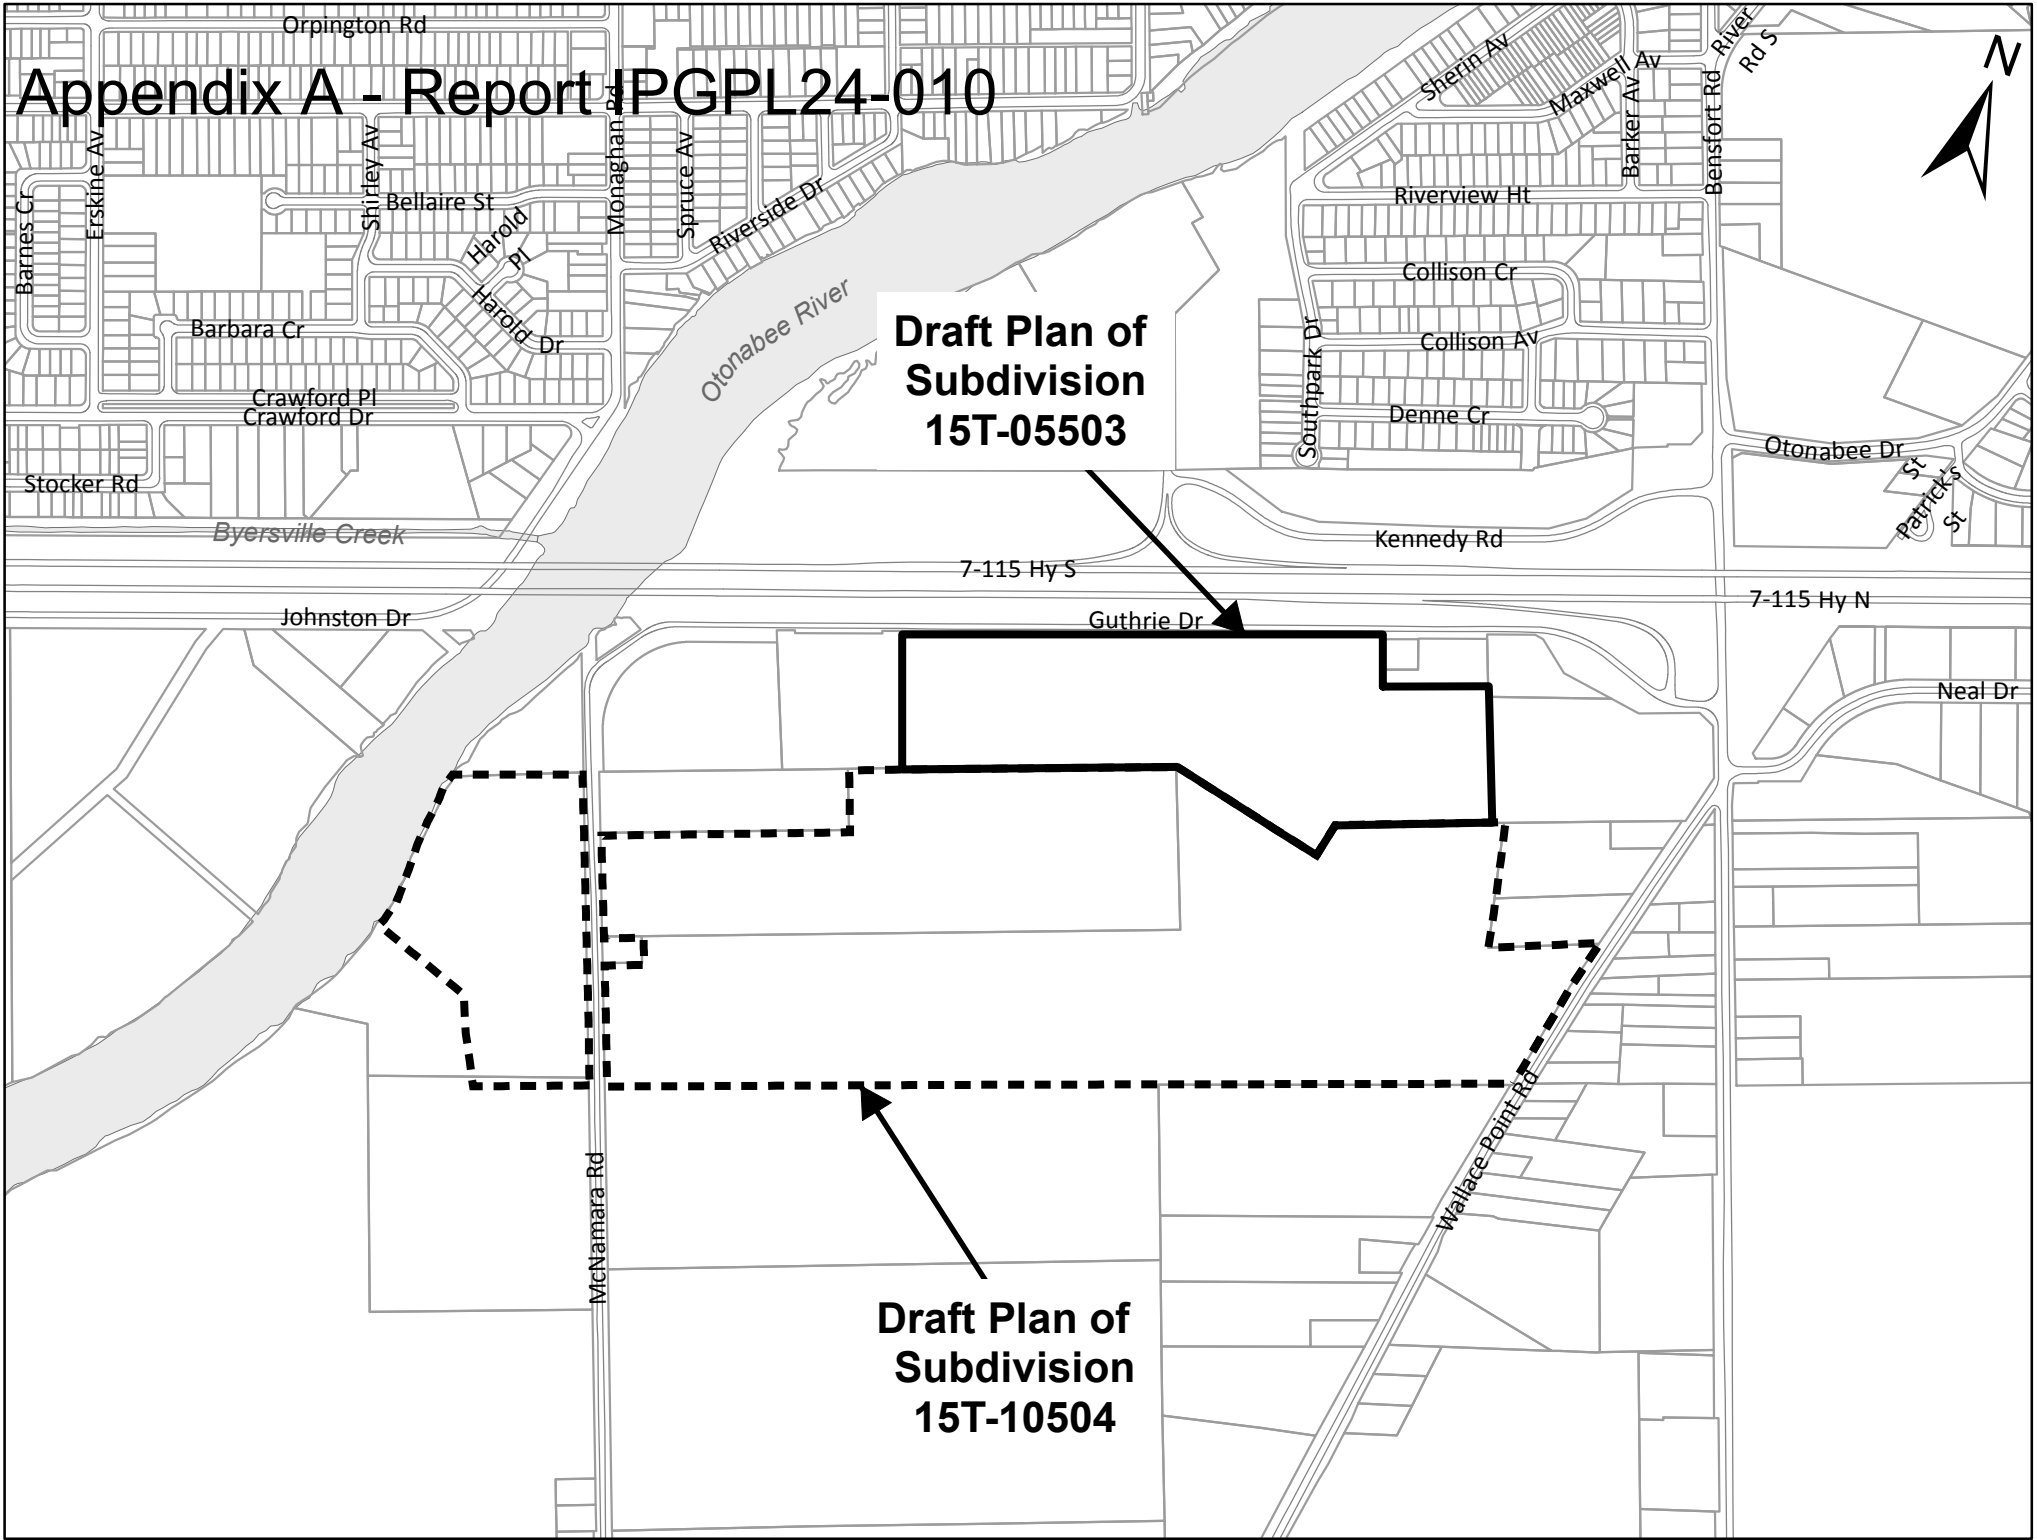 Orpington Rd
Appendix A - Report IPGPL24-010
N
River
Rd S
Sherin Av
Maxwell Av
Barker Av
Bensfort Rd
Erskine Av
Barnes Cr
Shirley Av
Bellaire St
Monaghan Rd
Spruce Av
Riverside Dr
Harold
Pl
Harold
Dr
Barbara Cr
Crawford Pl
Crawford Dr
Stocker Rd
Byersville Creek
Otonabee River
Riverview Ht
Collison Cr
Collison Av
Southpark Dr
Denne Cr
Otonabee Dr
St
Patrick's
St
Kennedy Rd
Draft Plan of
Subdivision
15T-05503
7-115 Hy S
7-115 Hy N
Johnston Dr
Guthrie Dr
Neal Dr
McNamara Rd
Wallace Point Rd
Draft Plan of
Subdivision
15T-10504